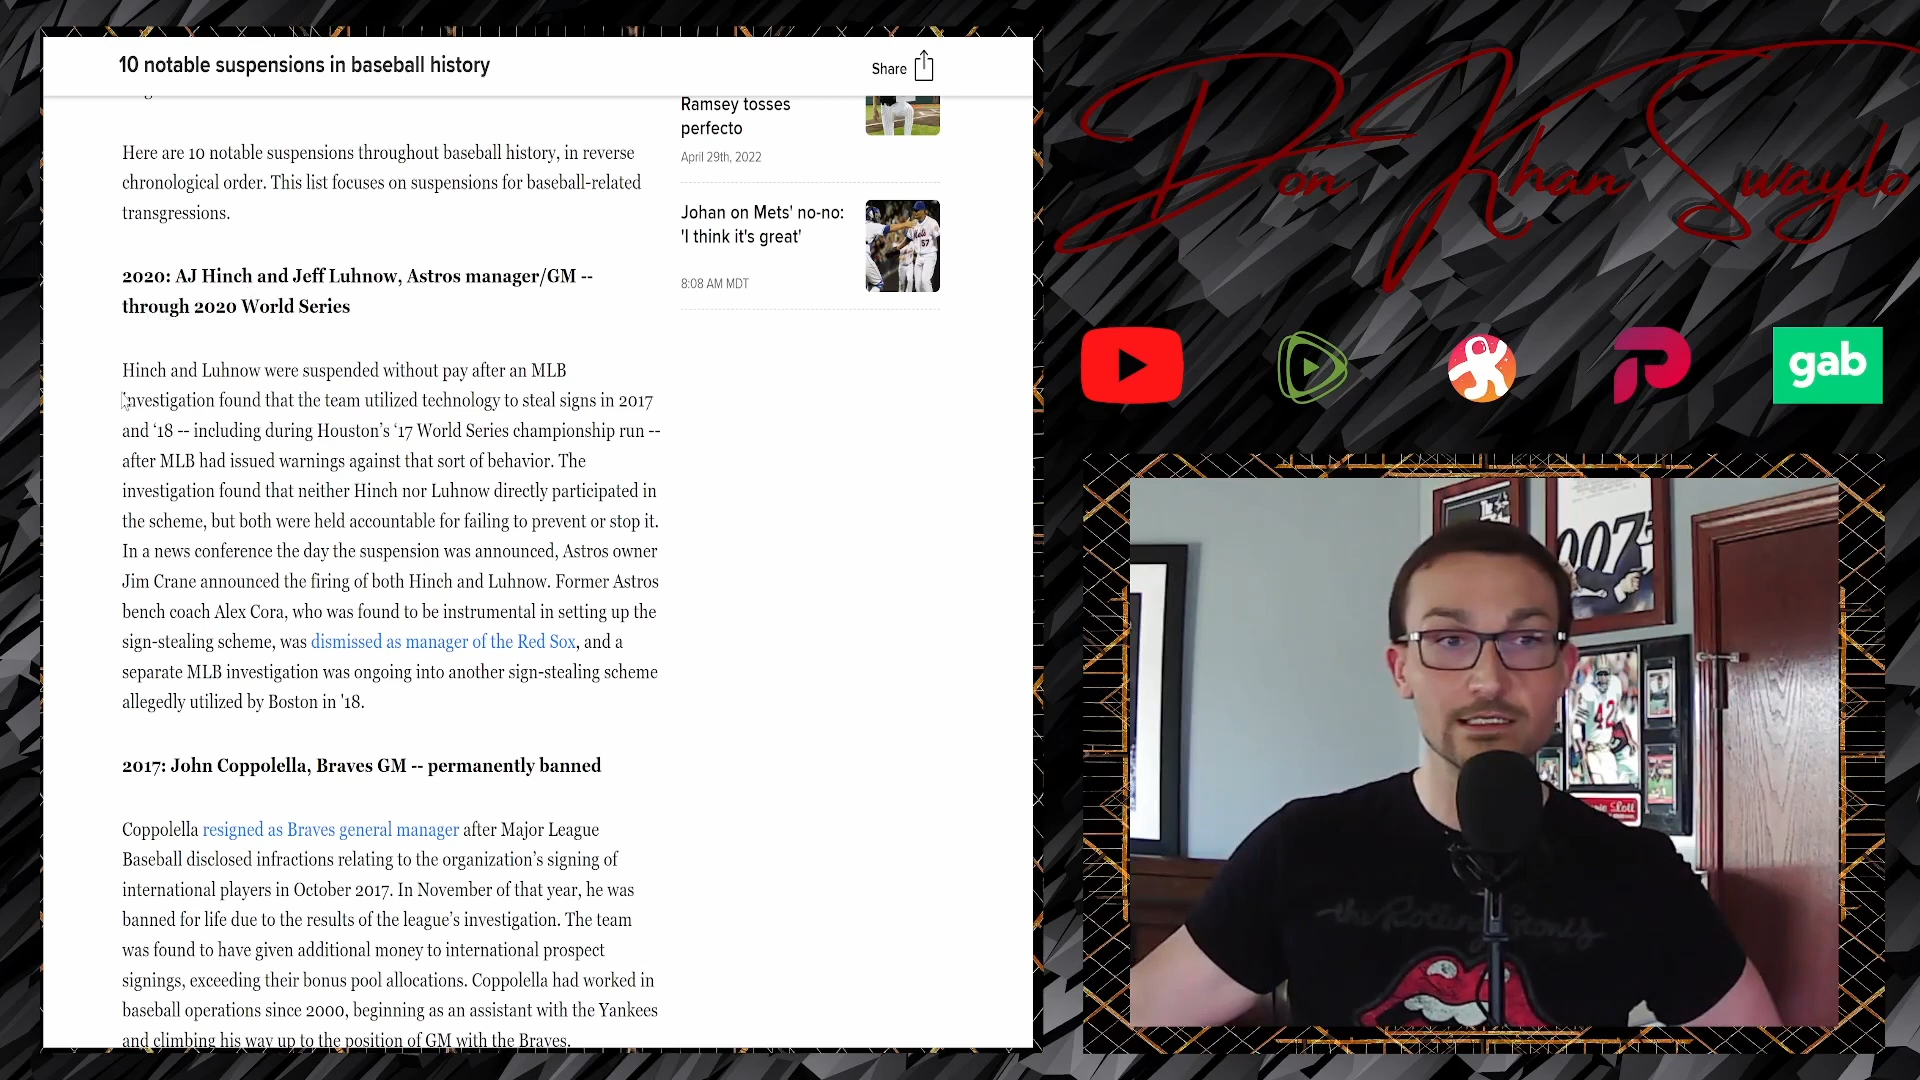 10 notable suspensions in baseball history
Share
Here are 10 notable suspensions throughout baseball history, in reverse
chronological order. This list focuses on suspensions for baseball-related
transgressions.
2020: AJ Hinch and Jeff Luhnow, Astros manager/GM --
through 2020 World Series
Hinch and Luhnow were suspended without pay after an MLB
investigation found that the team utilized technology to steal signs in 2017
and ‘18 -- including during Houston’s ‘17 World Series championship run --
after MLB had issued warnings against that sort of behavior. The
investigation found that neither Hinch nor Luhnow directly participated in
the scheme, but both were held accountable for failing to prevent or stop it.
In a news conference the day the suspension was announced, Astros owner
Jim Crane announced the firing of both Hinch and Luhnow. Former Astros
bench coach Alex Cora, who was found to be instrumental in setting up the
sign-stealing scheme, was dismissed as manager of the Red Sox, and a
separate MLB investigation was ongoing into another sign-stealing scheme
allegedly utilized by Boston in '18.
2017: John Coppolella, Braves GM -- permanently banned
Coppolella resigned as Braves general manager after Major League
Baseball disclosed infractions relating to the organization’s signing of
international players in October 2017. In November of that year, he was
banned for life due to the results of the league’s investigation. The team
was found to have given additional money to international prospect
signings, exceeding their bonus pool allocations. Coppolella had worked in
baseball operations since 2000, beginning as an assistant with the Yankees
and climbing his way up to the position of GM with the Braves.
Ramsey tosses
perfecto
April 29th, 2022
Johan on Mets' no-no:
'I think it's great'
8:08 AM MDT
Mets
57
Don Khan Swaylo
gab
007
42
the Rolling Stones